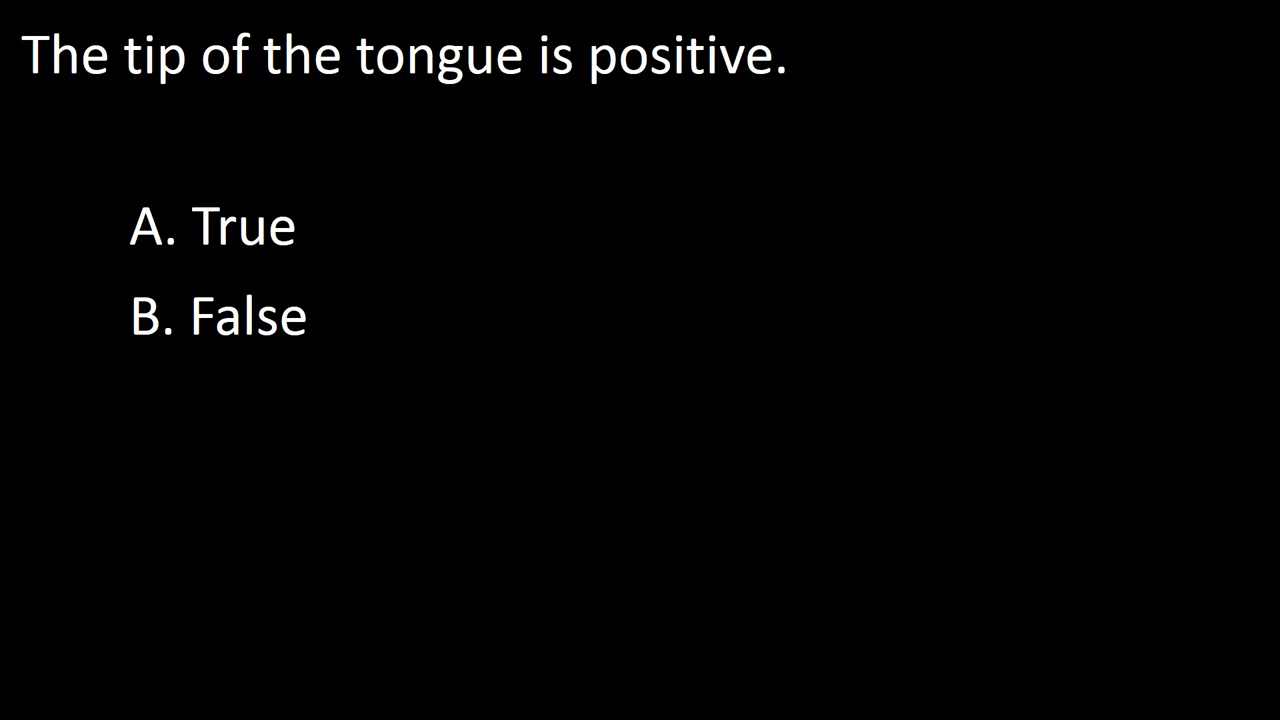 The tip of the tongue is positive.
A. True
B. False